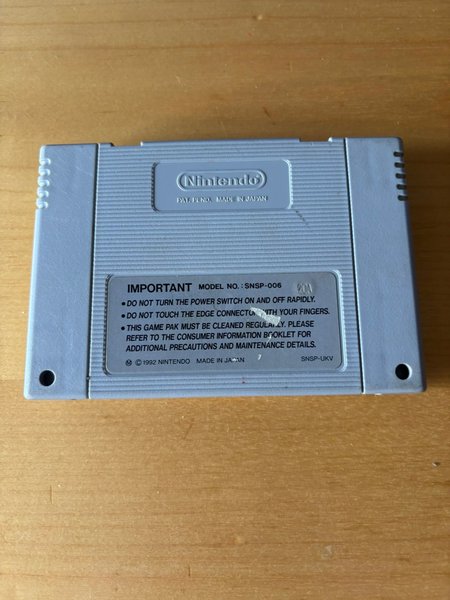 Nintendo®
PAT. PEND. MADE IN JAPAN
IMPORTANT MODEL NO.: SNSP-006
• DO NOT TURN THE POWER SWITCH ON AND OFF RAPIDLY.
• DO NOT TOUCH THE EDGE CONNECTOR WITH YOUR FINGERS.
• THIS GAME PAK MUST BE CLEANED REGULARLY. PLEASE
REFER TO THE CONSUMER INFORMATION BOOKLET FOR
ADDITIONAL PRECAUTIONS AND MAINTENANCE DETAILS.
Ⓜ ©1992 NINTENDO. MADE IN JAPAN SNSP-UKV